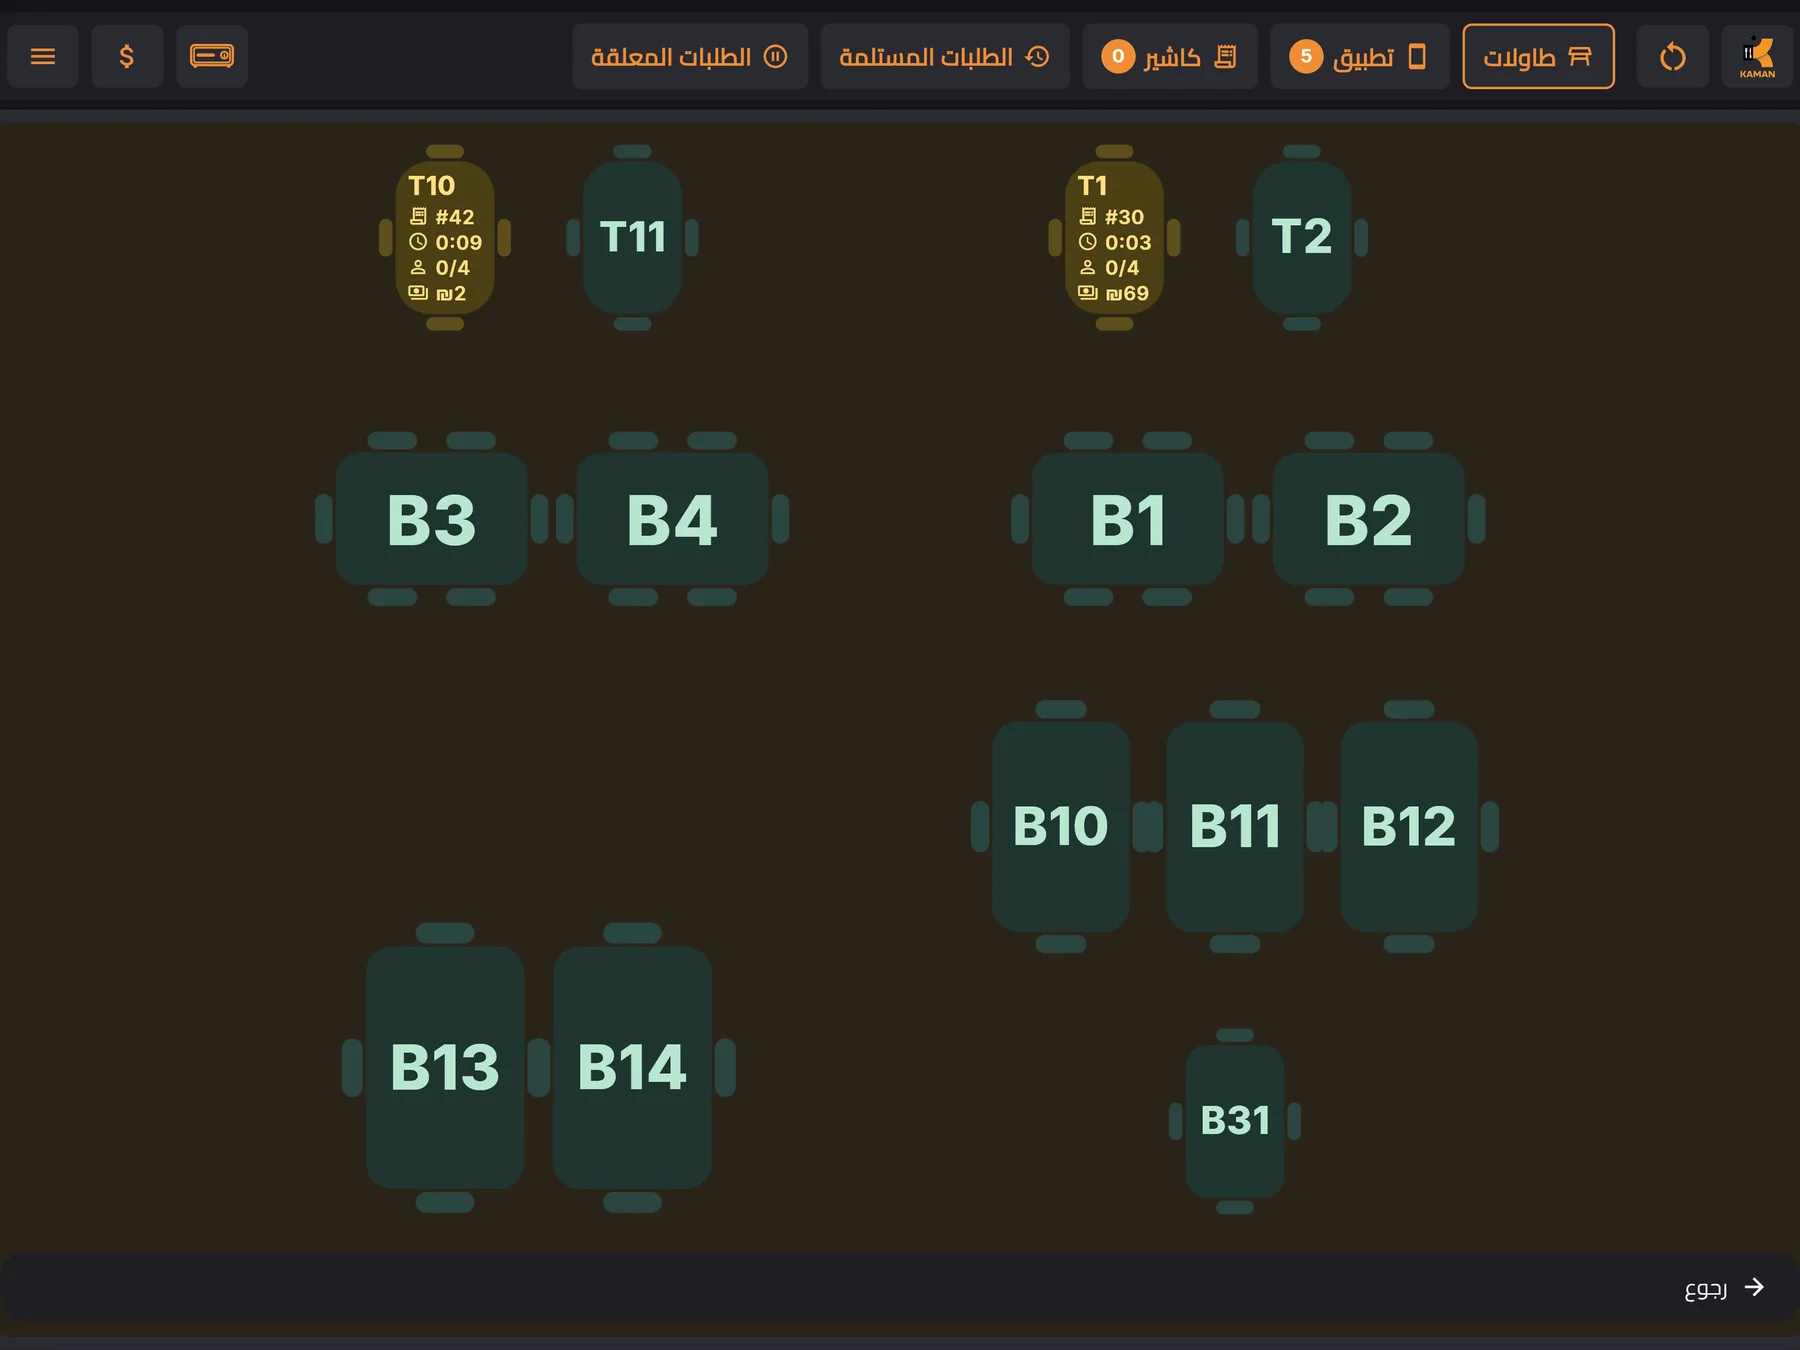 KAMAN
طاولات
تطبيق 5
كاشير 0
الطلبات المستلمة
الطلبات المعلقة
$
T10
#42
0:09
0/4
₪2
T11
T1
#30
0:03
0/4
₪69
T2
B3
B4
B1
B2
B10
B11
B12
B13
B14
B31
رجوع